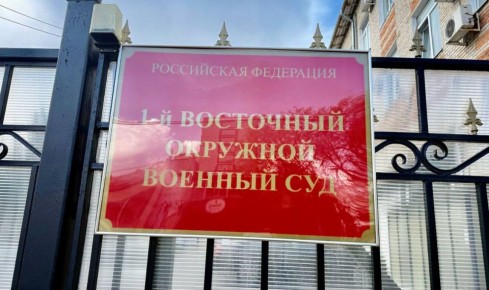 РОССИЙСКАЯ ФЕДЕРАЦИЯ
1-й ВОСТОЧНЫЙ
ОКРУЖНОЙ
ВОЕННЫЙ СУД